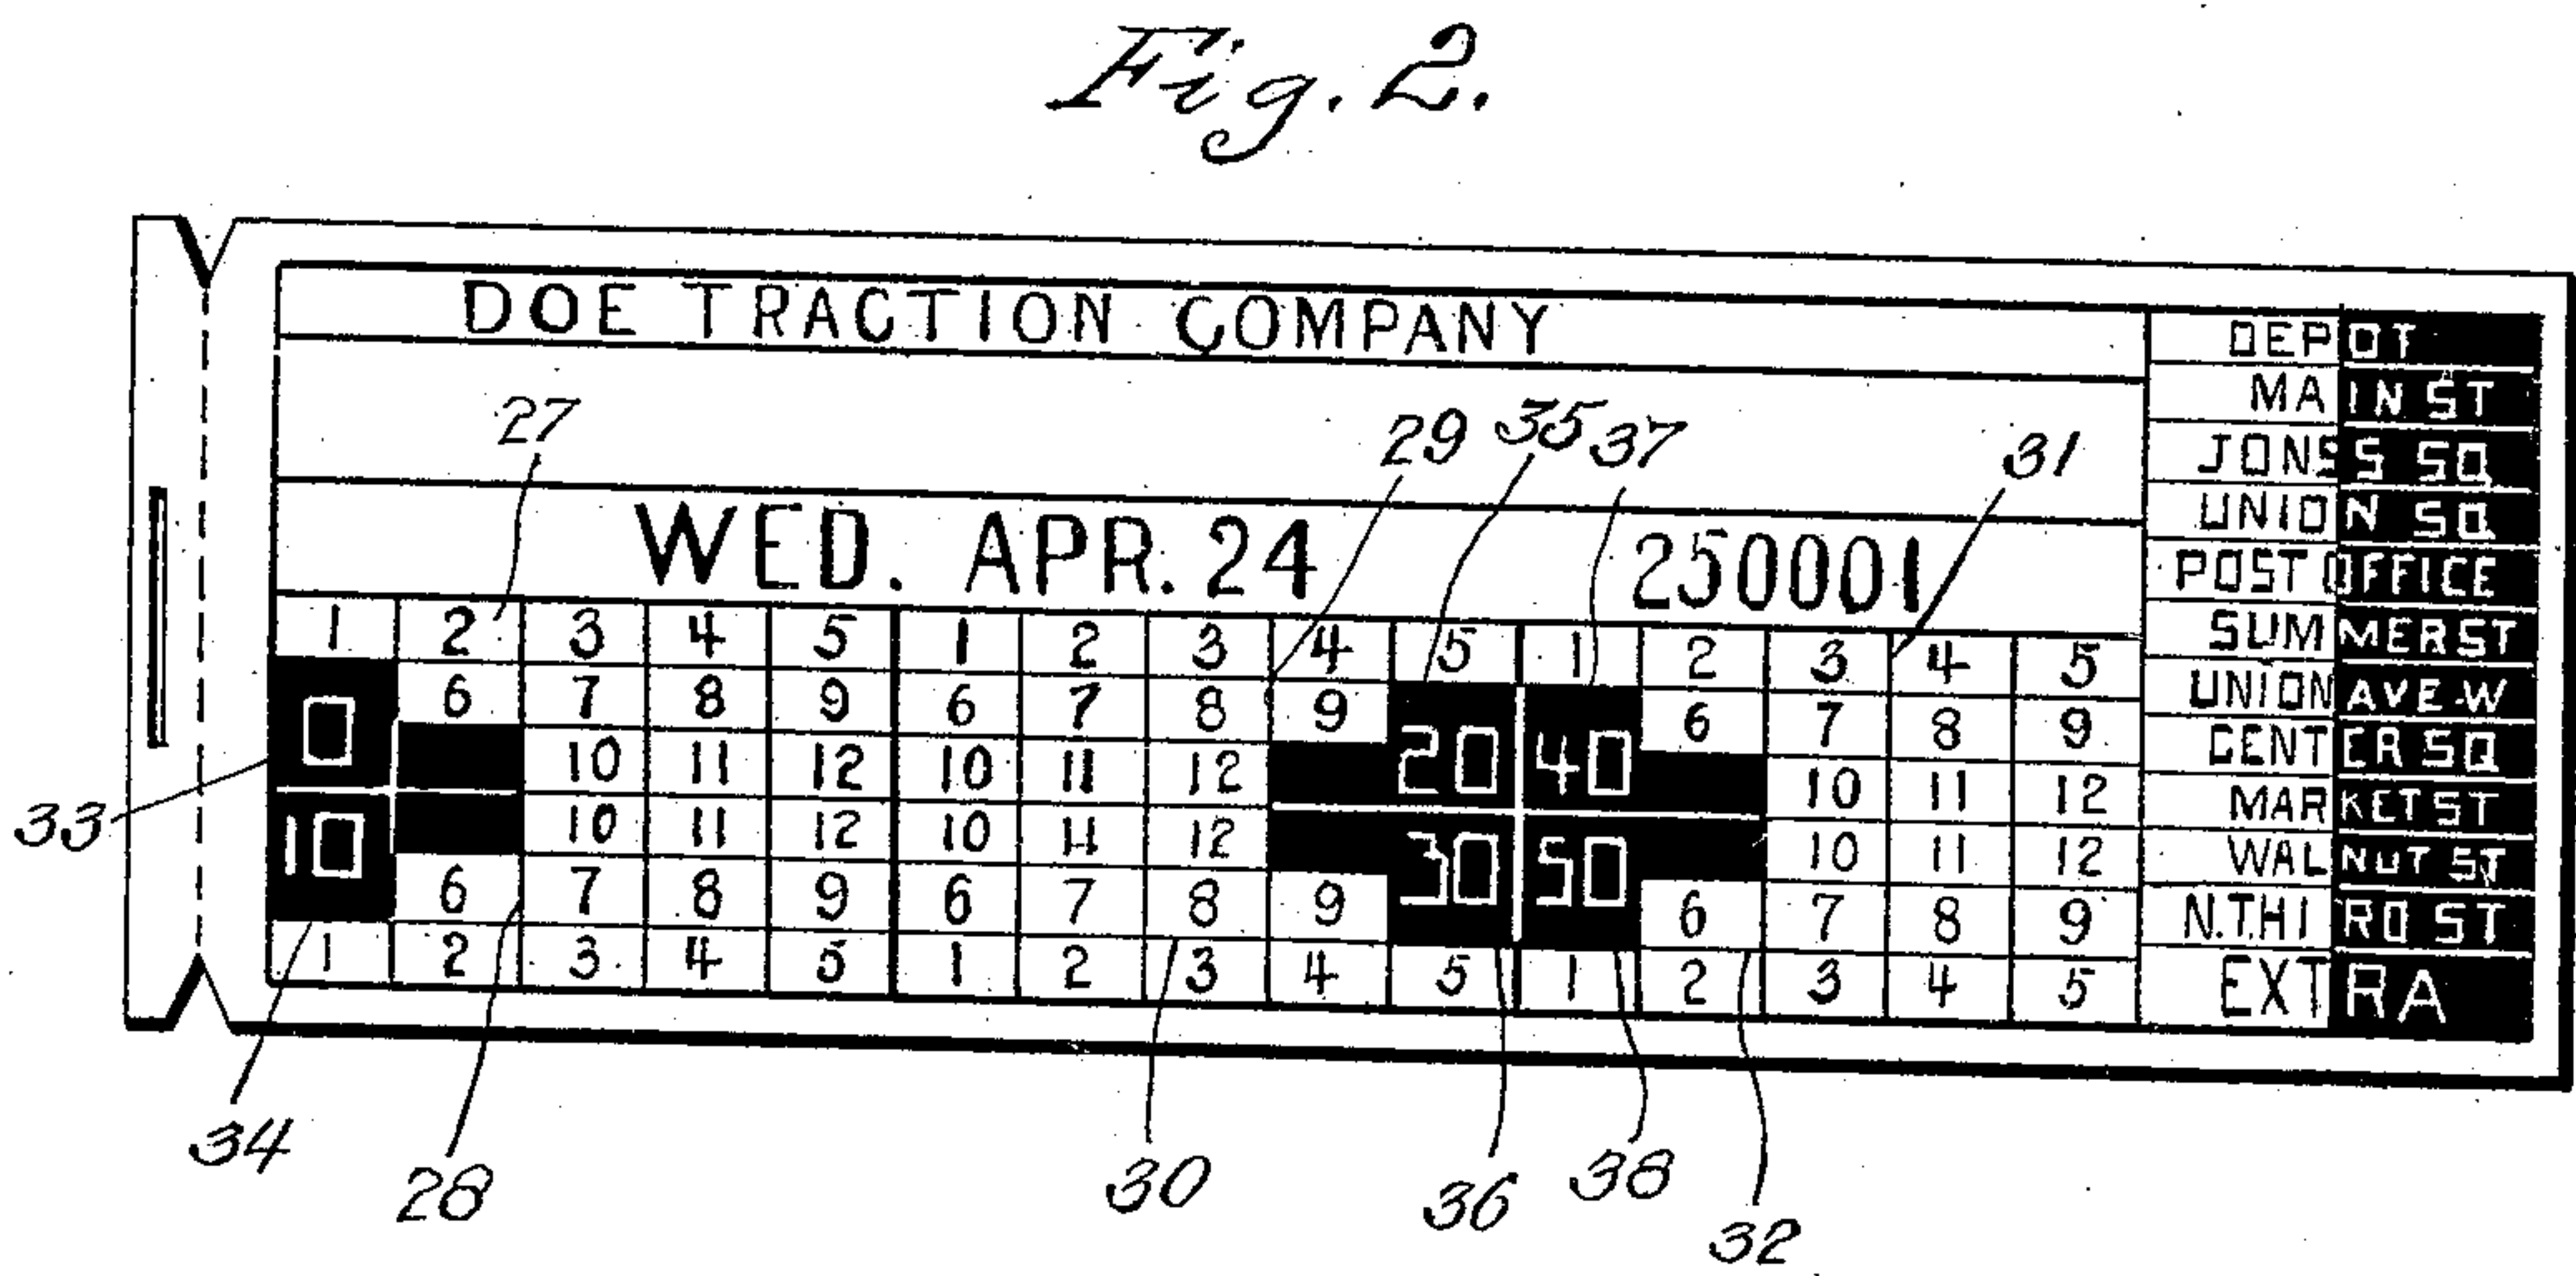 Fig. 2.
DOE TRACTION COMPANY
27 29 35 37 31
WED. APR. 24 250001
1 2 3 4 5 1 2 3 4 5 1 2 3 4 5
0 6 7 8 9 6 7 8 9 20 40 6 7 8 9
10 11 12 10 11 12 10 11 12
33
10 10 11 12 10 11 12 30 50 10 11 12
6 7 8 9 6 7 8 9 6 7 8 9
1 2 3 4 5 1 2 3 4 5 1 2 3 4 5
DEPOT
MAIN ST
JONSS SQ
UNION SQ
POST OFFICE
SUMMER ST
UNION AVE-W
CENTER SQ
MARKET ST
WALNUT ST
N.THIRD ST
EXTRA
34 28 30 36 38 32